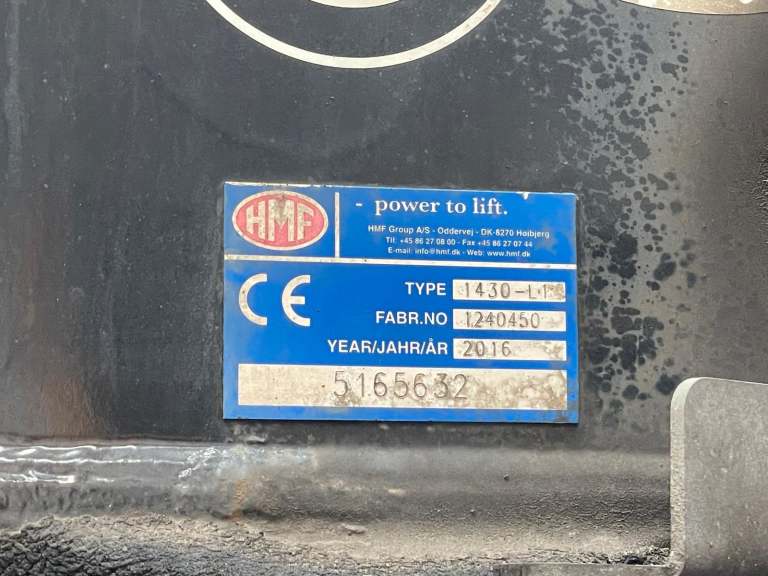 HMF
- power to lift.
HMF Group A/S - Oddervej - DK-8270 Højbjerg
Tlf. +45 86 27 08 00 - Fax +45 86 27 07 44
E-mail: info@hmf.dk - Web: www.hmf.dk
CE
TYPE
FABR.NO 1240450
YEAR/JAHR/ÅR 2016
5165632